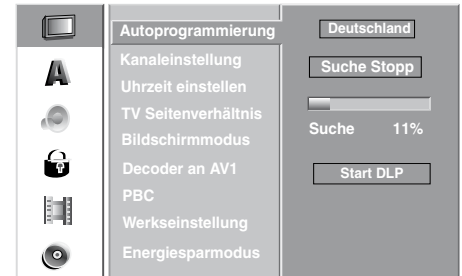 Autoprogrammierung
Kanaleinstellung
Uhrzeit einstellen
TV Seitenverhältnis
Bildschirmmodus
Decoder an AV1
PBC
Werkseinstellung
Energiesparmodus
Deutschland
Suche Stopp
Suche 11%
Start DLP
A